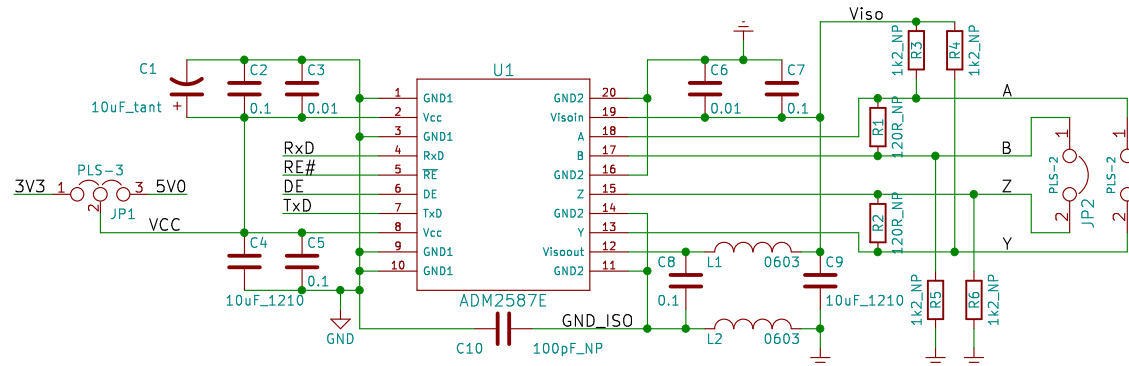 Viso
C1
10uF_tant
+
C2
0.1
C3
0.01
U1
C6
0.01
C7
0.1
1k2_NP
R3
R4
1k2_NP
1 GND1
2 Vcc
3 GND1
4 RxD
5 RE
6 DE
7 TxD
8 Vcc
9 GND1
10 GND1
GND2 20
Visoin 19
A 18
B 17
GND2 16
Z 15
GND2 14
Y 13
Visoout 12
GND2 11
ADM2587E
RxD
RE#
DE
TxD
PLS-3
3V3 1 3 5V0
2
JP1
VCC
C4
10uF_1210
C5
0.1
GND
C10
100pF_NP
GND_ISO
C8
0.1
L1
0603
L2
0603
C9
10uF_1210
R1
120R_NP
R2
120R_NP
A
B
Z
Y
1k2_NP
R5
R6
1k2_NP
PLS-2
1
2
JP2
PLS-2
1
2